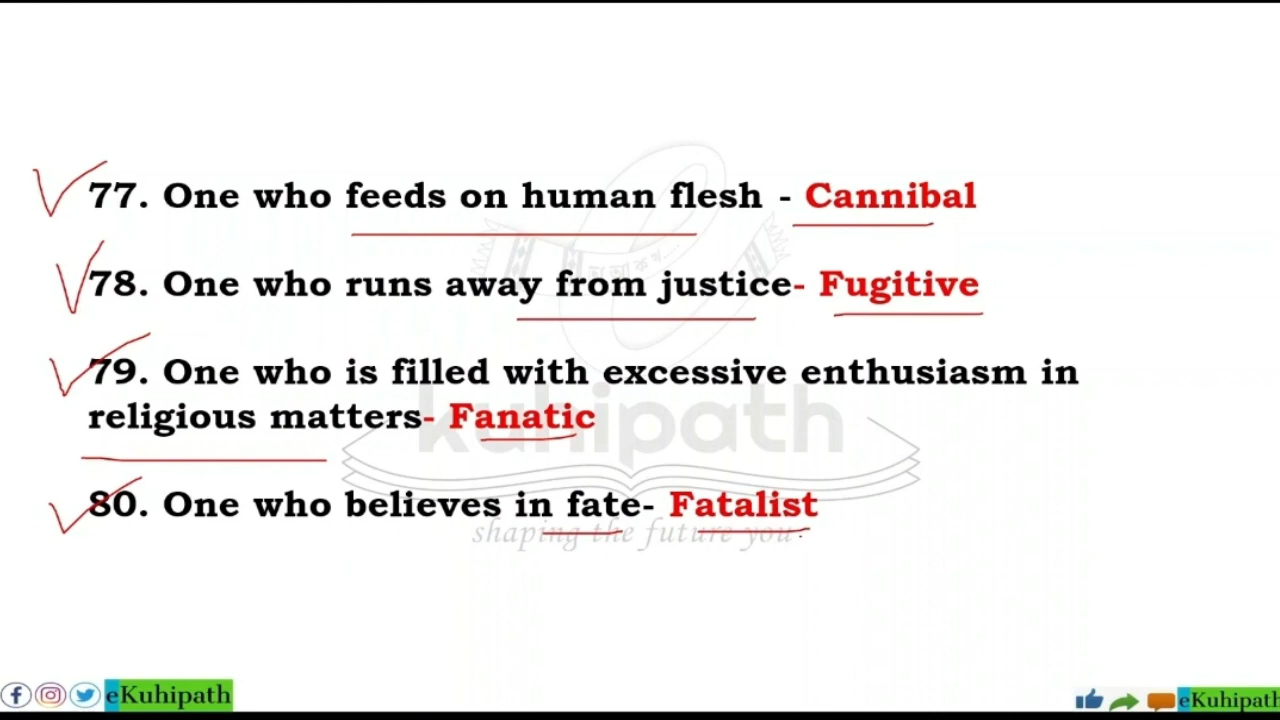 77. One who feeds on human flesh - Cannibal
78. One who runs away from justice- Fugitive
79. One who is filled with excessive enthusiasm in
religious matters- Fanatic
80. One who believes in fate- Fatalist
kuhipath
shaping the future you
eKuhipath
eKuhipath